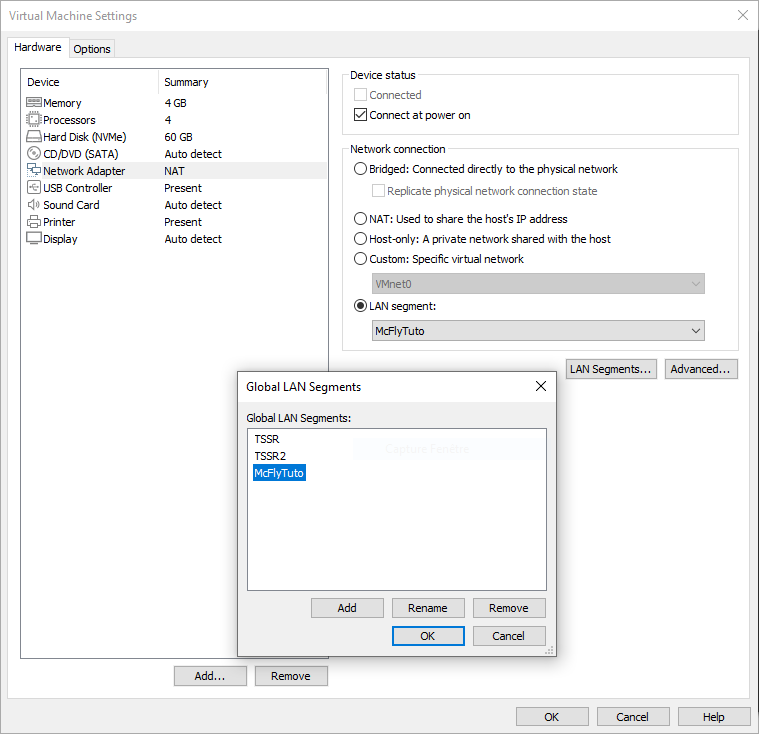 Virtual Machine Settings
Hardware Options
Device Summary
Memory 4 GB
Processors 4
Hard Disk (NVMe) 60 GB
CD/DVD (SATA) Auto detect
Network Adapter NAT
USB Controller Present
Sound Card Auto detect
Printer Present
Display Auto detect
Add... Remove
Device status
Connected
Connect at power on
Network connection
Bridged: Connected directly to the physical network
Replicate physical network connection state
NAT: Used to share the host's IP address
Host-only: A private network shared with the host
Custom: Specific virtual network
VMnet0
LAN segment:
McFlyTuto
LAN Segments... Advanced...
Global LAN Segments
Global LAN Segments:
TSSR
Capture Fenêtre
TSSR2
McFlyTuto
Add Rename Remove
OK Cancel
OK Cancel Help